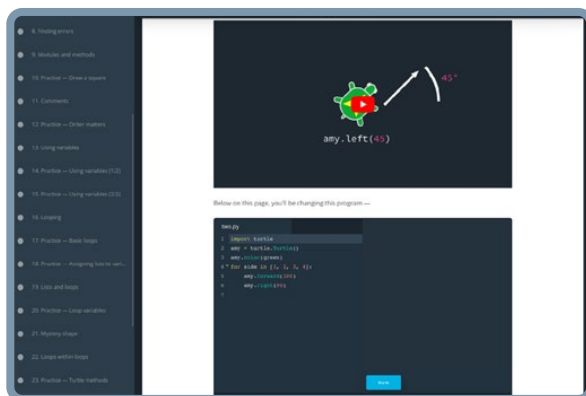 8. Finding errors
9. Modules and methods
10. Practice — Draw a square
11. Comments
12. Practice — Order matters
13. Using variables
14. Practice — Using variables (1:2)
15. Practice — Using variables (2:2)
16. Looping
17. Practice — Basic loops
18. Practice — Assigning lists to vari...
19. Lists and loops
20. Practice — Loop variables
21. Mystery shape
22. Loops within loops
23. Practice — Turtle methods
45°
amy.left(45)
Below on this page, you'll be changing this program —
two.py
1 import turtle
2 amy = turtle.Turtle()
3 amy.color(green)
4 for side in [1, 2, 3, 4]:
5 amy.forward(100)
6 amy.right(90)
7